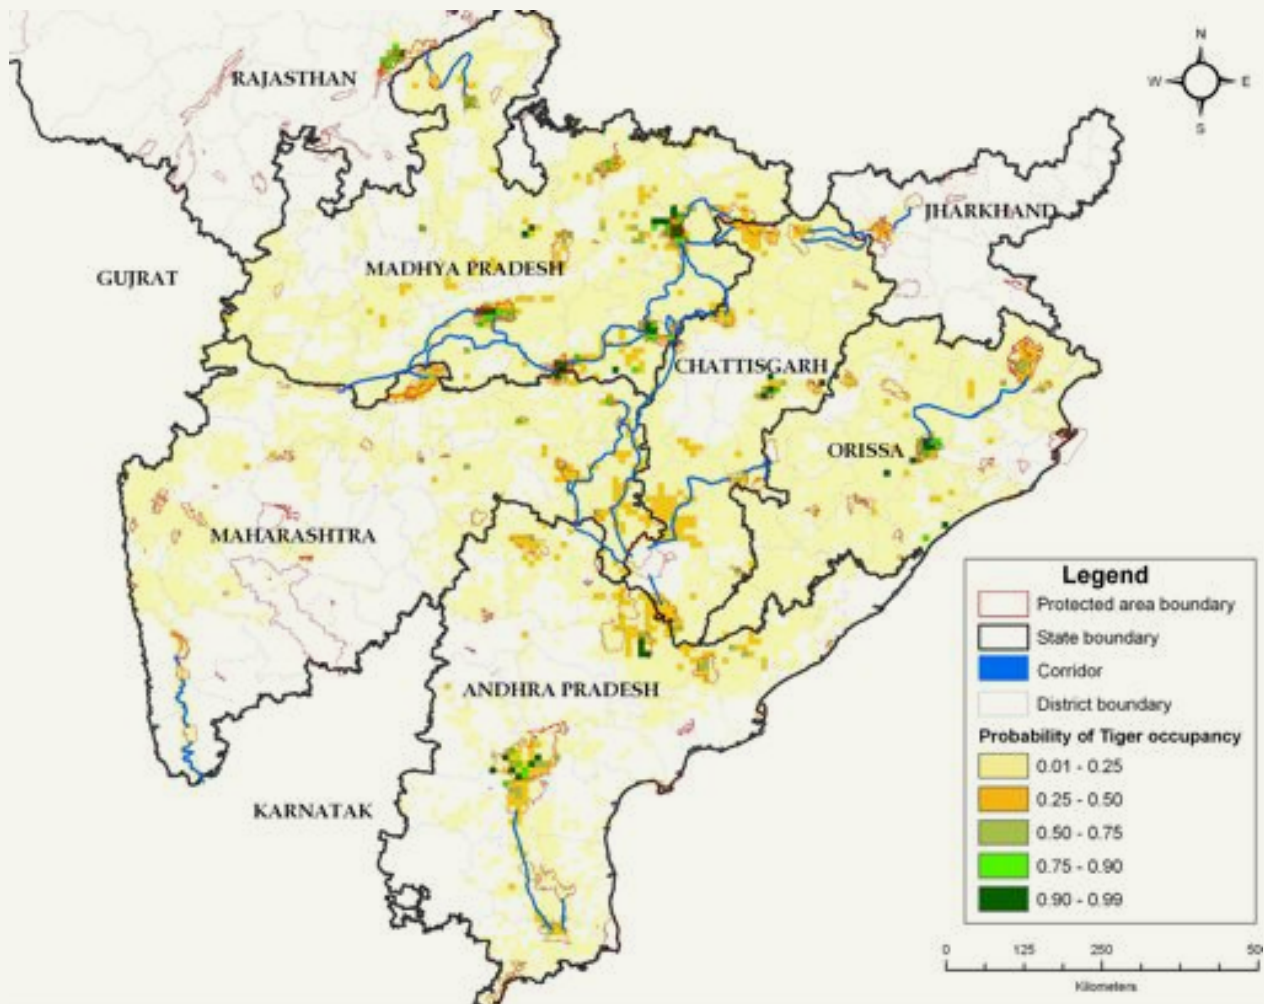 N
W E
S
RAJASTHAN
JHARKHAND
MADHYA PRADESH
GUJRAT
CHATTISGARH
ORISSA
MAHARASHTRA
ANDHRA PRADESH
KARNATAK
Legend
Protected area boundary
State boundary
Corridor
District boundary
Probability of Tiger occupancy
0.01 - 0.25
0.25 - 0.50
0.50 - 0.75
0.75 - 0.90
0.90 - 0.99
0 125 250 50
Kilometers